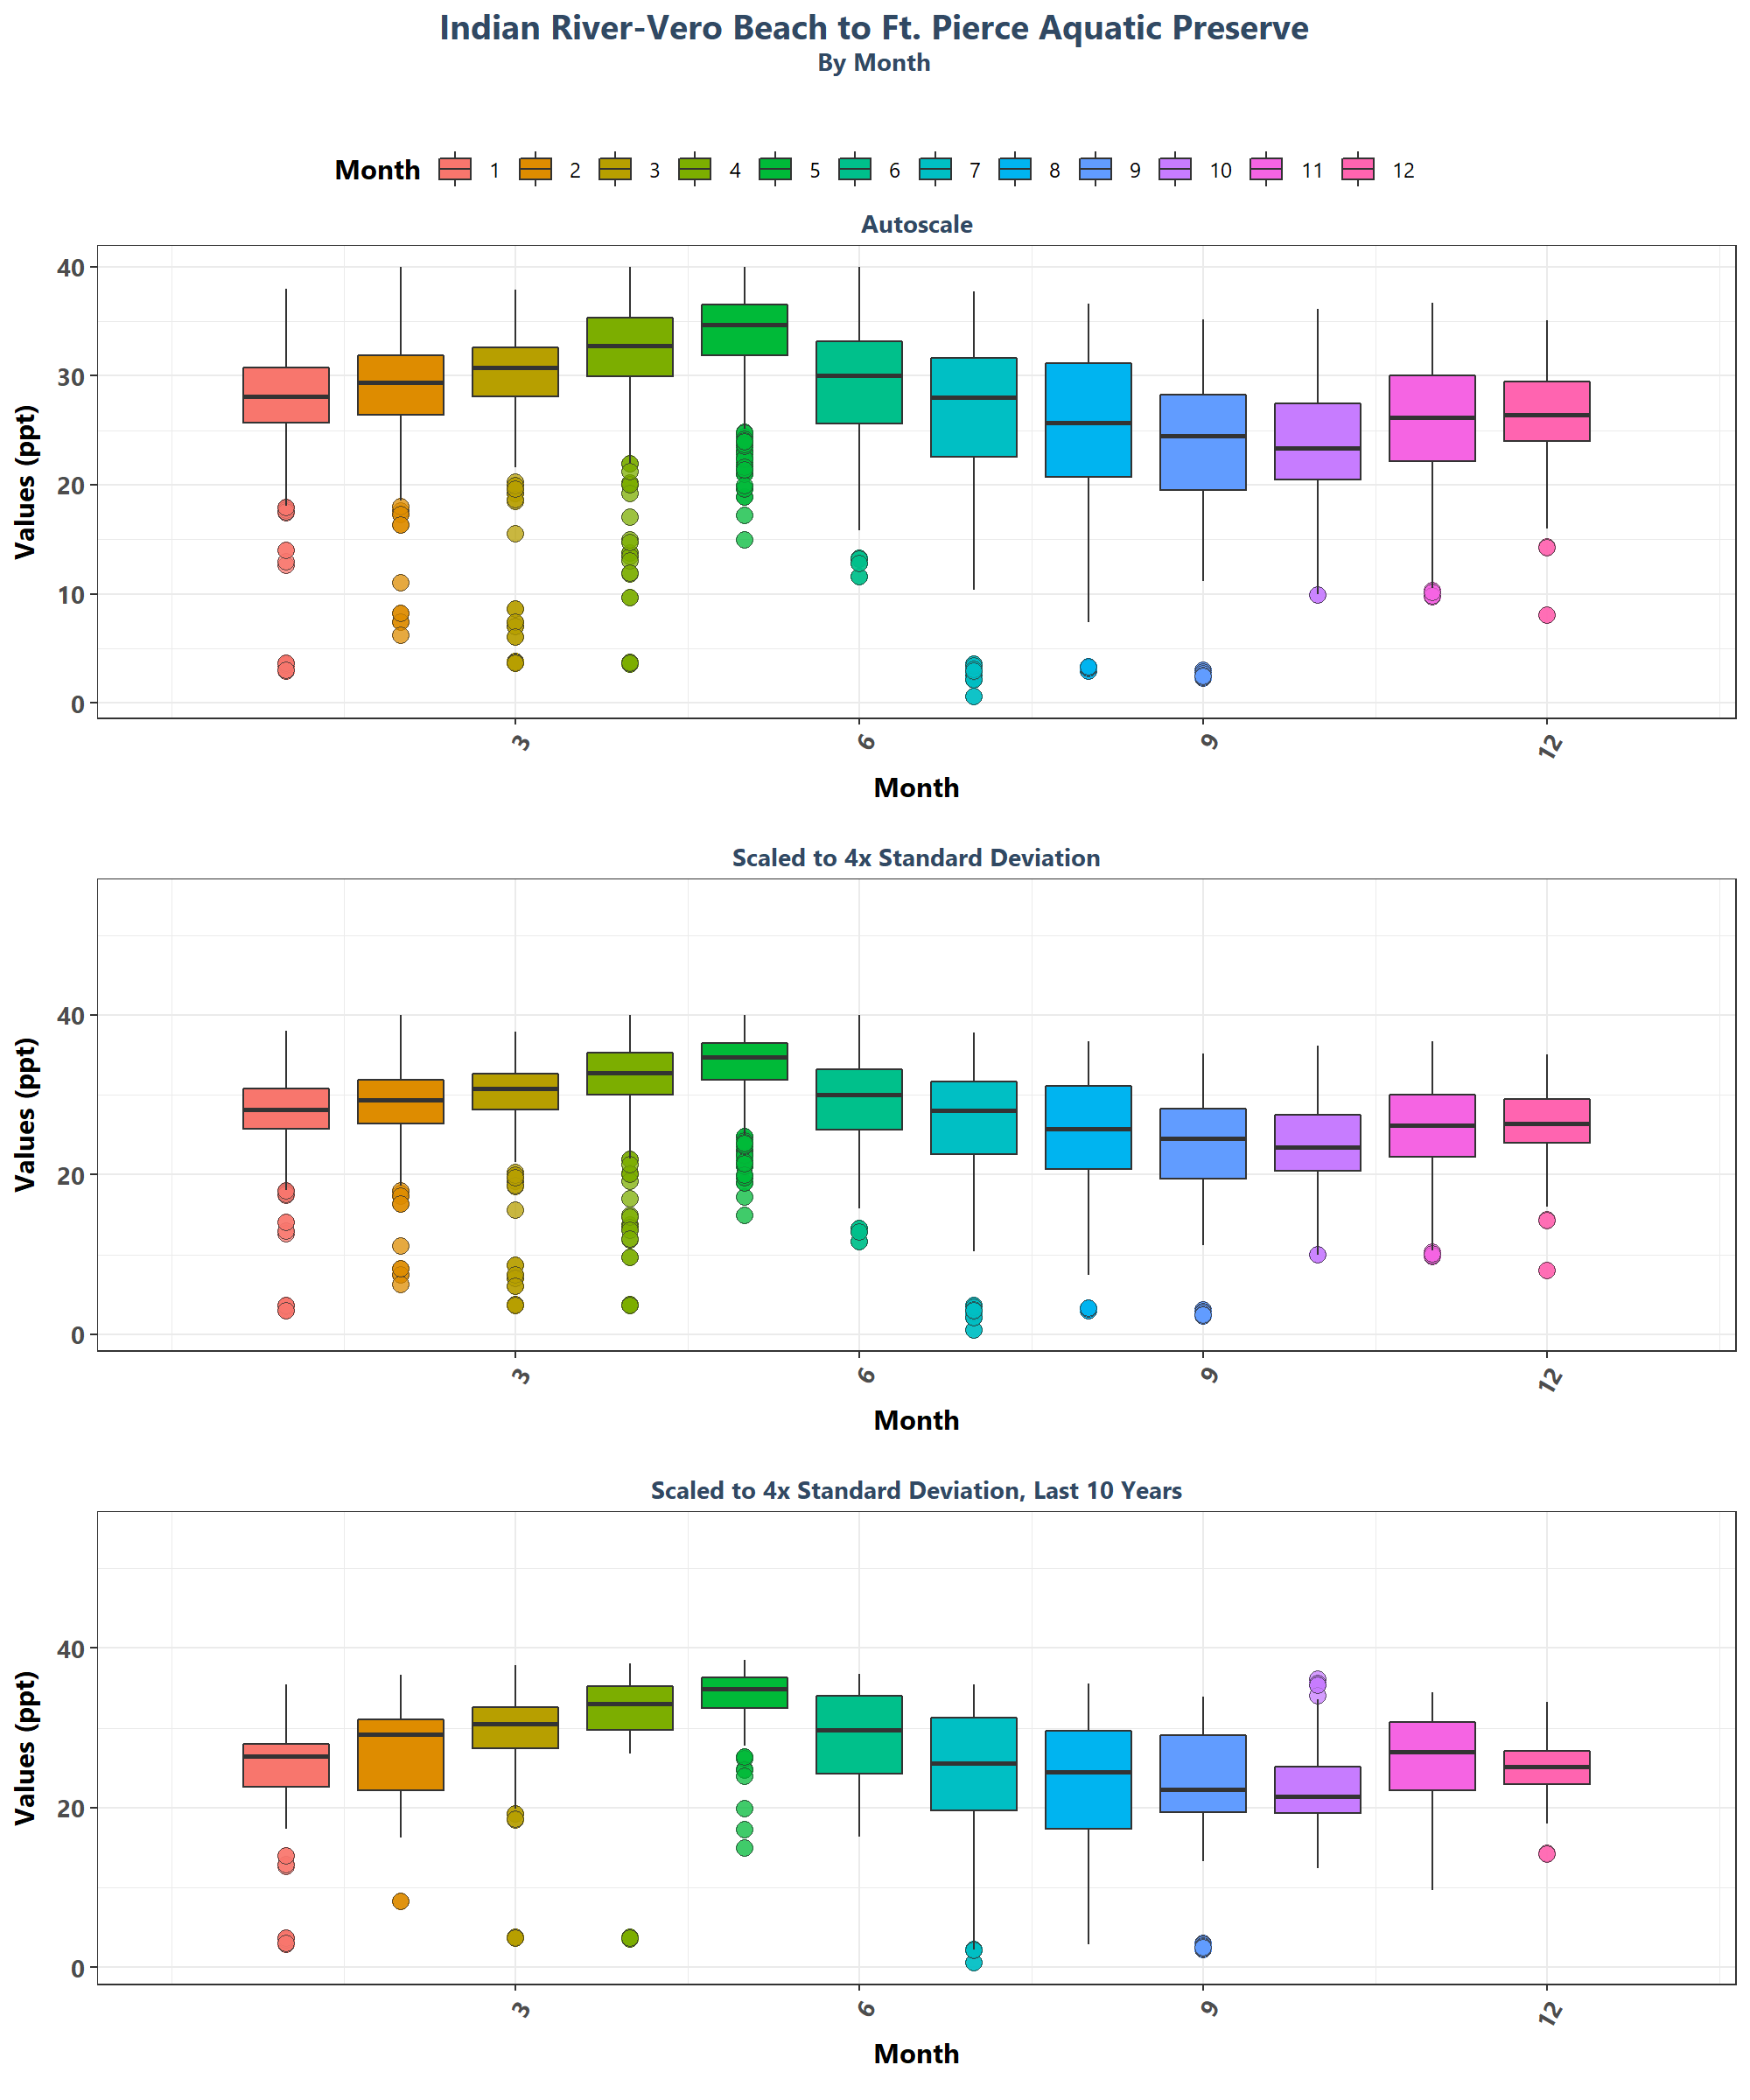 Indian River-Vero Beach to Ft. Pierce Aquatic Preserve
By Month
Month 1 2 3 4 5 6 7 8 9 10 11 12
Autoscale
Values (ppt)
40
30
20
10
0
3 6 9 12
Month
Scaled to 4x Standard Deviation
Values (ppt)
40
20
0
3 6 9 12
Month
Scaled to 4x Standard Deviation, Last 10 Years
Values (ppt)
40
20
0
3 6 9 12
Month